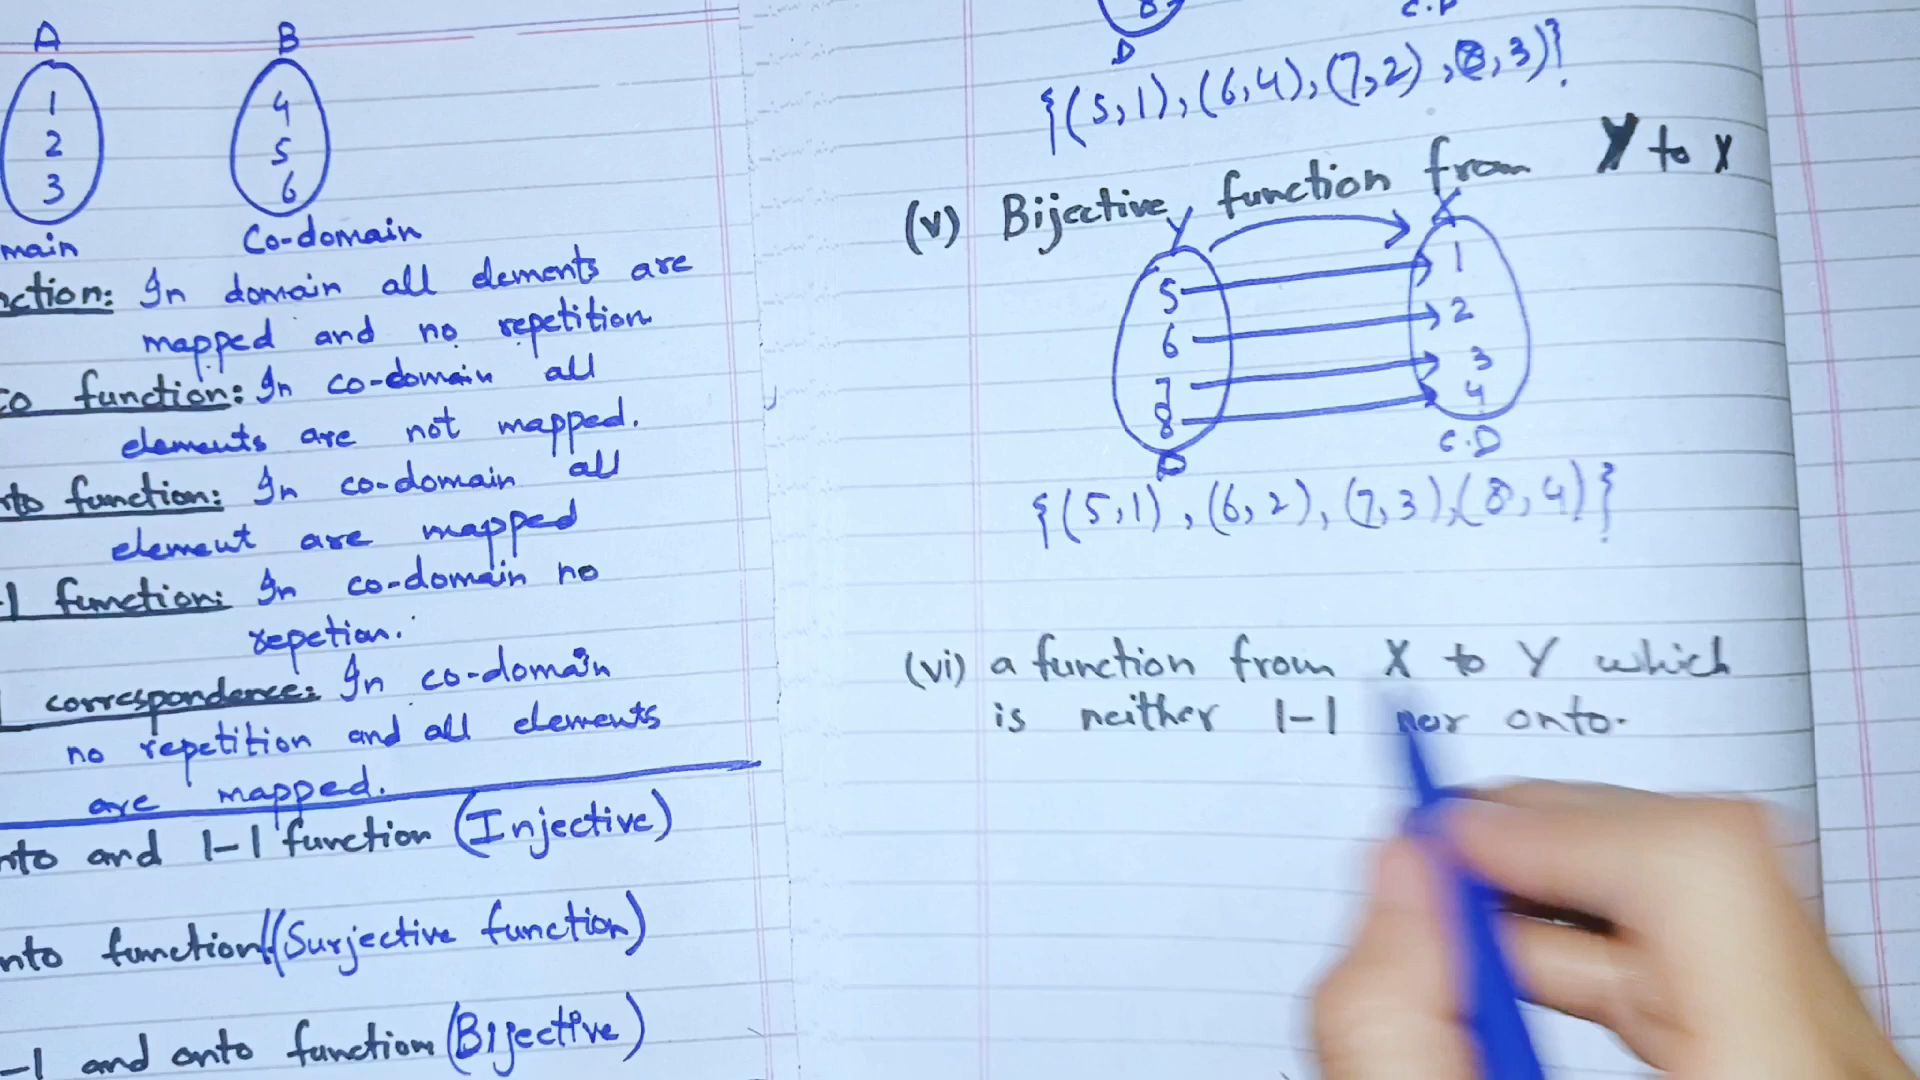 A B
1 4
2 5
3 6
main Co-domain
ction: In domain all elements are
mapped and no repetition
to function: In co-domain all
elements are not mapped.
nto function: In co-domain all
element are mapped
-1 function: In co-domain no
repetion.
correspondence: In co-domain
no repetition and all elements
are mapped.
nto and 1-1 function (Injective)
nto function (Surjective function)
-1 and onto function (Bijective)
D
{(5,1), (6,4), (7,2), (8,3)}
(v) Bijective function from Y to X
Y X
5 1
6 2
7 3
8 4
D C.D
{(5,1), (6,2), (7,3), (8,4)}
(vi) a function from X to Y which
is neither 1-1 nor onto.